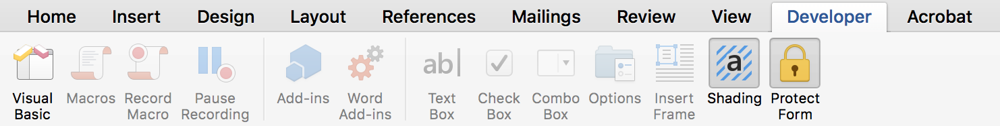 Home Insert Design Layout References Mailings Review View Developer Acrobat
ab a
Visual Macros Record Pause Add-ins Word Text Check Combo Options Insert Shading Protect
Basic Macro Recording Add-ins Box Box Box Frame Form